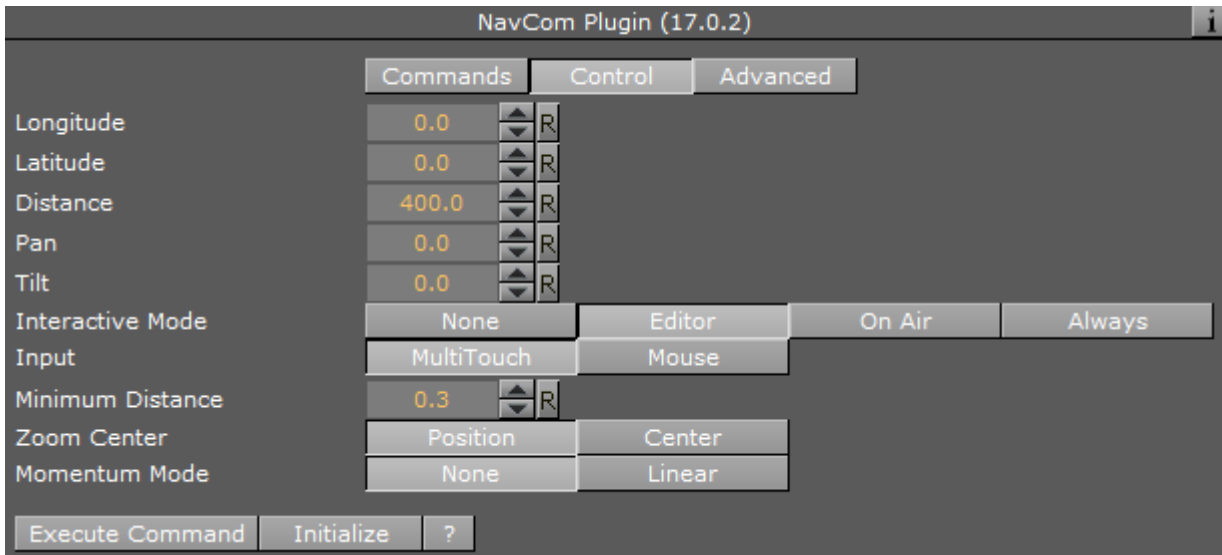 NavCom Plugin (17.0.2) i
Commands Control Advanced
Longitude 0.0 R
Latitude 0.0 R
Distance 400.0 R
Pan 0.0 R
Tilt 0.0 R
Interactive Mode None Editor On Air Always
Input MultiTouch Mouse
Minimum Distance 0.3 R
Zoom Center Position Center
Momentum Mode None Linear
Execute Command Initialize ?